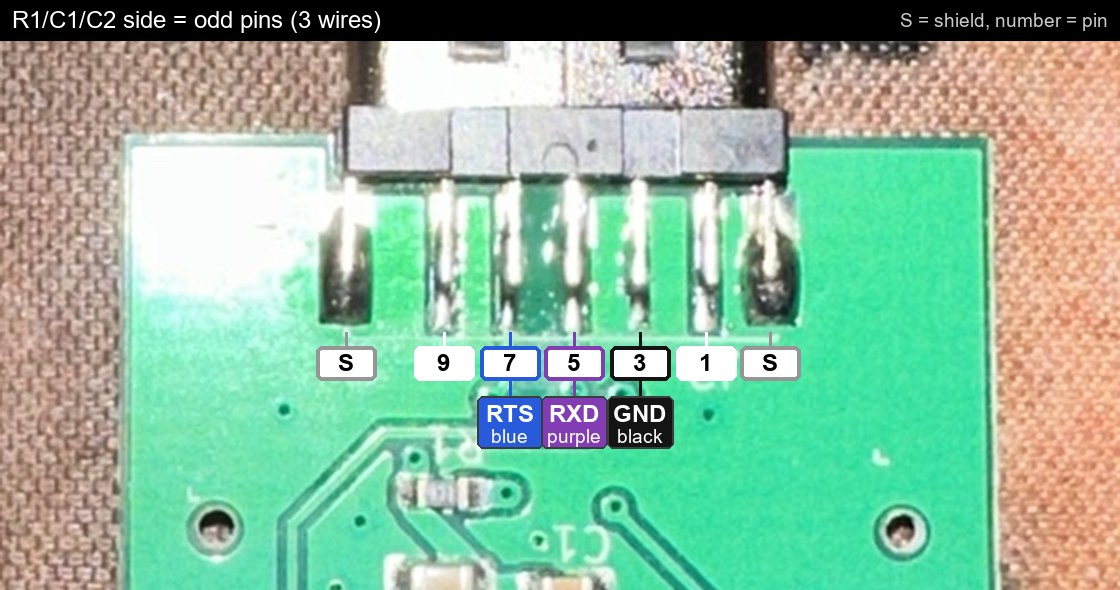 R1/C1/C2 side = odd pins (3 wires)
S = shield, number = pin
S 9 7 5 3 1 S
RTS RXD GND
blue purple black
R1
C1